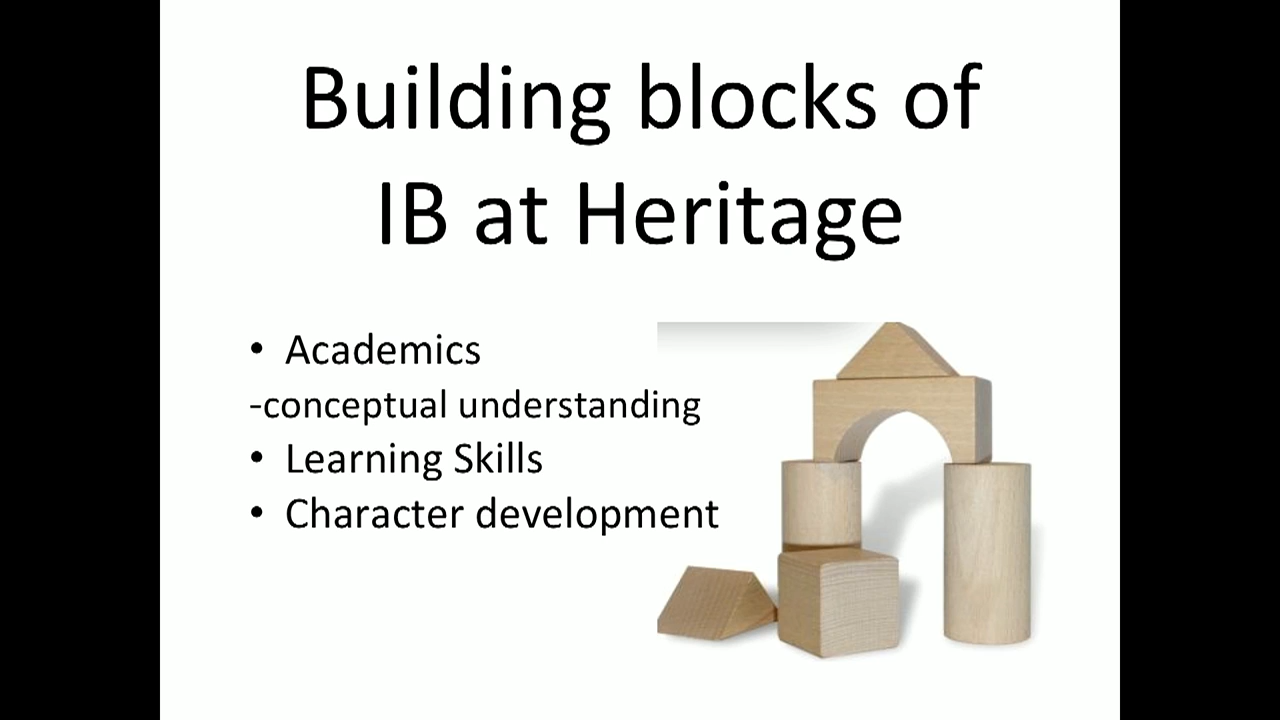 Building blocks of
IB at Heritage
• Academics
-conceptual understanding
• Learning Skills
• Character development